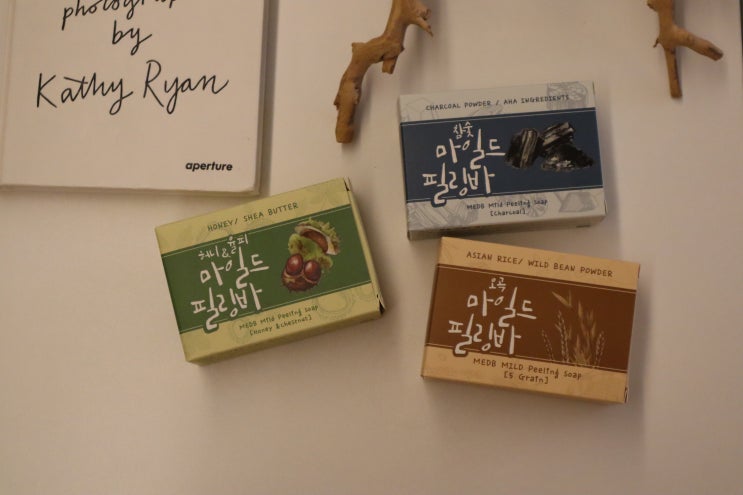 by
Kathy Ryan
aperture
CHARCOAL POWDER / AHA INGREDIENTS
참숯
마일드
필링바
MEDB Mild Peeling Soap
[Charcoal]
HONEY/ SHEA BUTTER
허니&율피
마일드
필링바
MEDB Mild Peeling Soap
[Honey &Chestnut]
ASIAN RICE/ WILD BEAN POWDER
오곡
마일드
필링바
MEDB MILD Peeling Soap
[5. Grain]